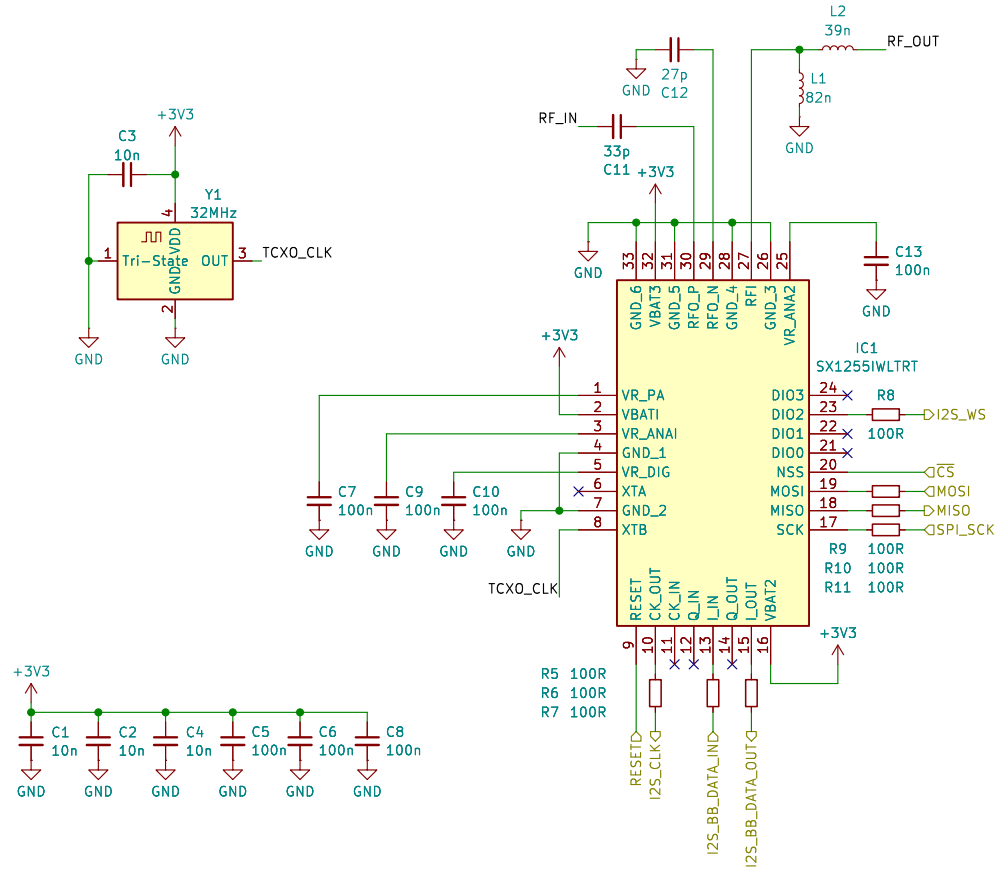 L2
39n
RF_OUT
GND
27p
C12
L1
82n
GND
RF_IN
33p
C11
+3V3
+3V3
C3
10n
Y1
32MHz
4
1
3
2
VDD
Tri-State
OUT
GND
TCXO_CLK
GND
GND
GND
33
32
31
30
29
28
27
26
25
GND_6
VBAT3
GND_5
RFO_P
RFO_N
GND_4
RFI
GND_3
VR_ANA2
C13
100n
GND
IC1
SX1255IWLTRT
+3V3
1 VR_PA
2 VBATI
3 VR_ANAI
4 GND_1
5 VR_DIG
6 XTA
7 GND_2
8 XTB
DIO3 24
DIO2 23
DIO1 22
DIO0 21
NSS 20
MOSI 19
MISO 18
SCK 17
R8
100R
I2S_WS
CS
MOSI
MISO
SPI_SCK
R9 100R
R10 100R
R11 100R
C7
100n
GND
C9
100n
GND
C10
100n
GND
GND
TCXO_CLK
RESET
CK_OUT
CK_IN
Q_IN
I_IN
Q_OUT
I_OUT
VBAT2
9
10
11
12
13
14
15
16
+3V3
R5 100R
R6 100R
R7 100R
RESET
I2S_CLK
I2S_BB_DATA_IN
I2S_BB_DATA_OUT
+3V3
C1
10n
GND
C2
10n
GND
C4
10n
GND
C5
100n
GND
C6
100n
GND
C8
100n
GND